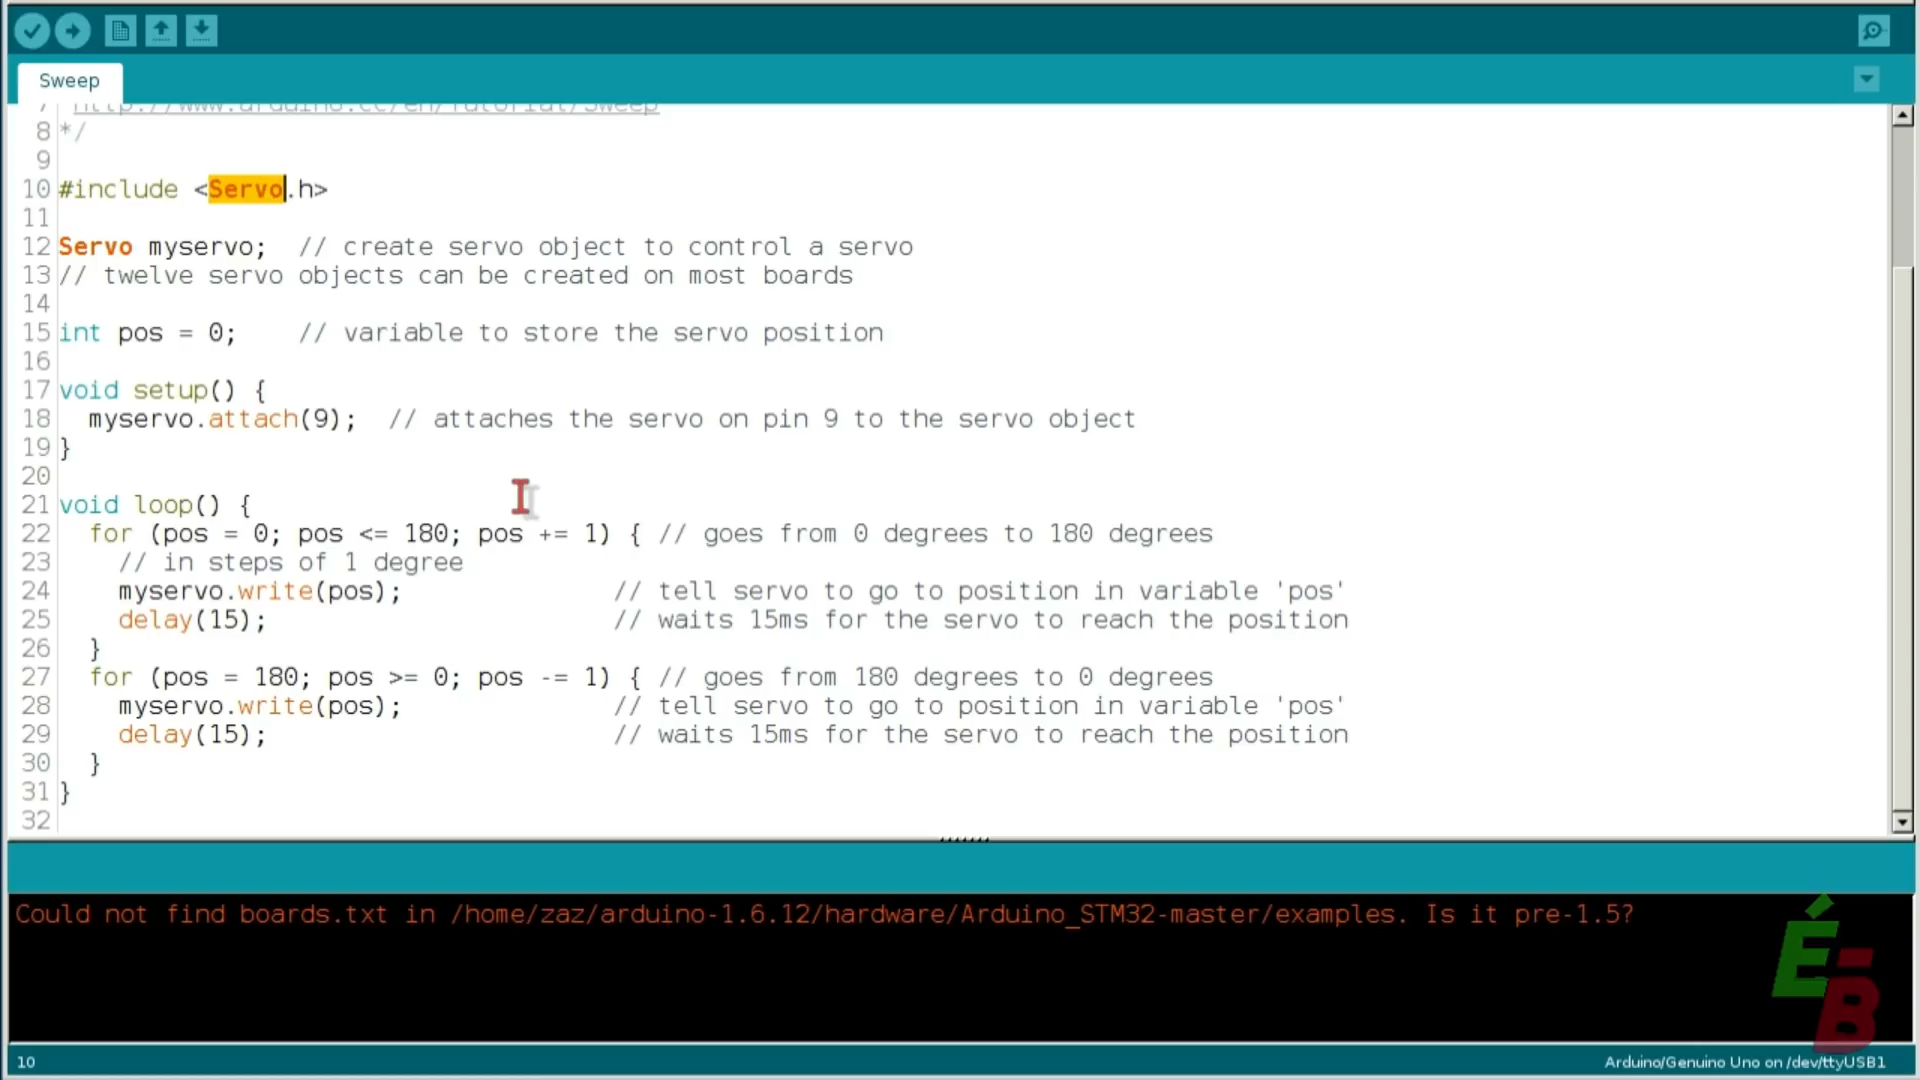 Sweep
7 http://www.arduino.cc/en/Tutorial/Sweep
8 */
9
10 #include <Servo.h>
11
12 Servo myservo;  // create servo object to control a servo
13 // twelve servo objects can be created on most boards
14
15 int pos = 0;    // variable to store the servo position
16
17 void setup() {
18   myservo.attach(9);  // attaches the servo on pin 9 to the servo object
19 }
20
21 void loop() {
22   for (pos = 0; pos <= 180; pos += 1) { // goes from 0 degrees to 180 degrees
23     // in steps of 1 degree
24     myservo.write(pos);              // tell servo to go to position in variable 'pos'
25     delay(15);                       // waits 15ms for the servo to reach the position
26   }
27   for (pos = 180; pos >= 0; pos -= 1) { // goes from 180 degrees to 0 degrees
28     myservo.write(pos);              // tell servo to go to position in variable 'pos'
29     delay(15);                       // waits 15ms for the servo to reach the position
30   }
31 }
32
Could not find boards.txt in /home/zaz/arduino-1.6.12/hardware/Arduino_STM32-master/examples. Is it pre-1.5?
ÉB
10 Arduino/Genuino Uno on /dev/ttyUSB1